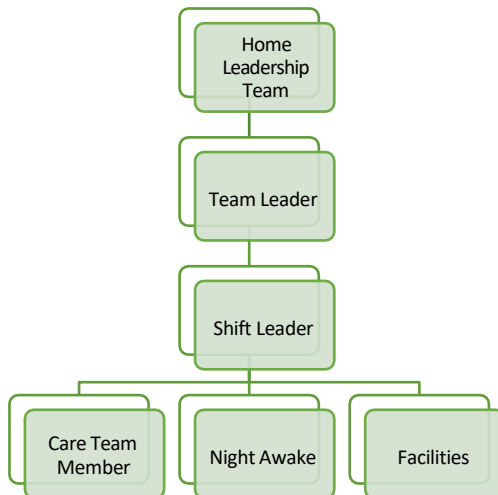 Home
Leadership
Team
Team Leader
Shift Leader
Care Team
Member
Night Awake
Facilities